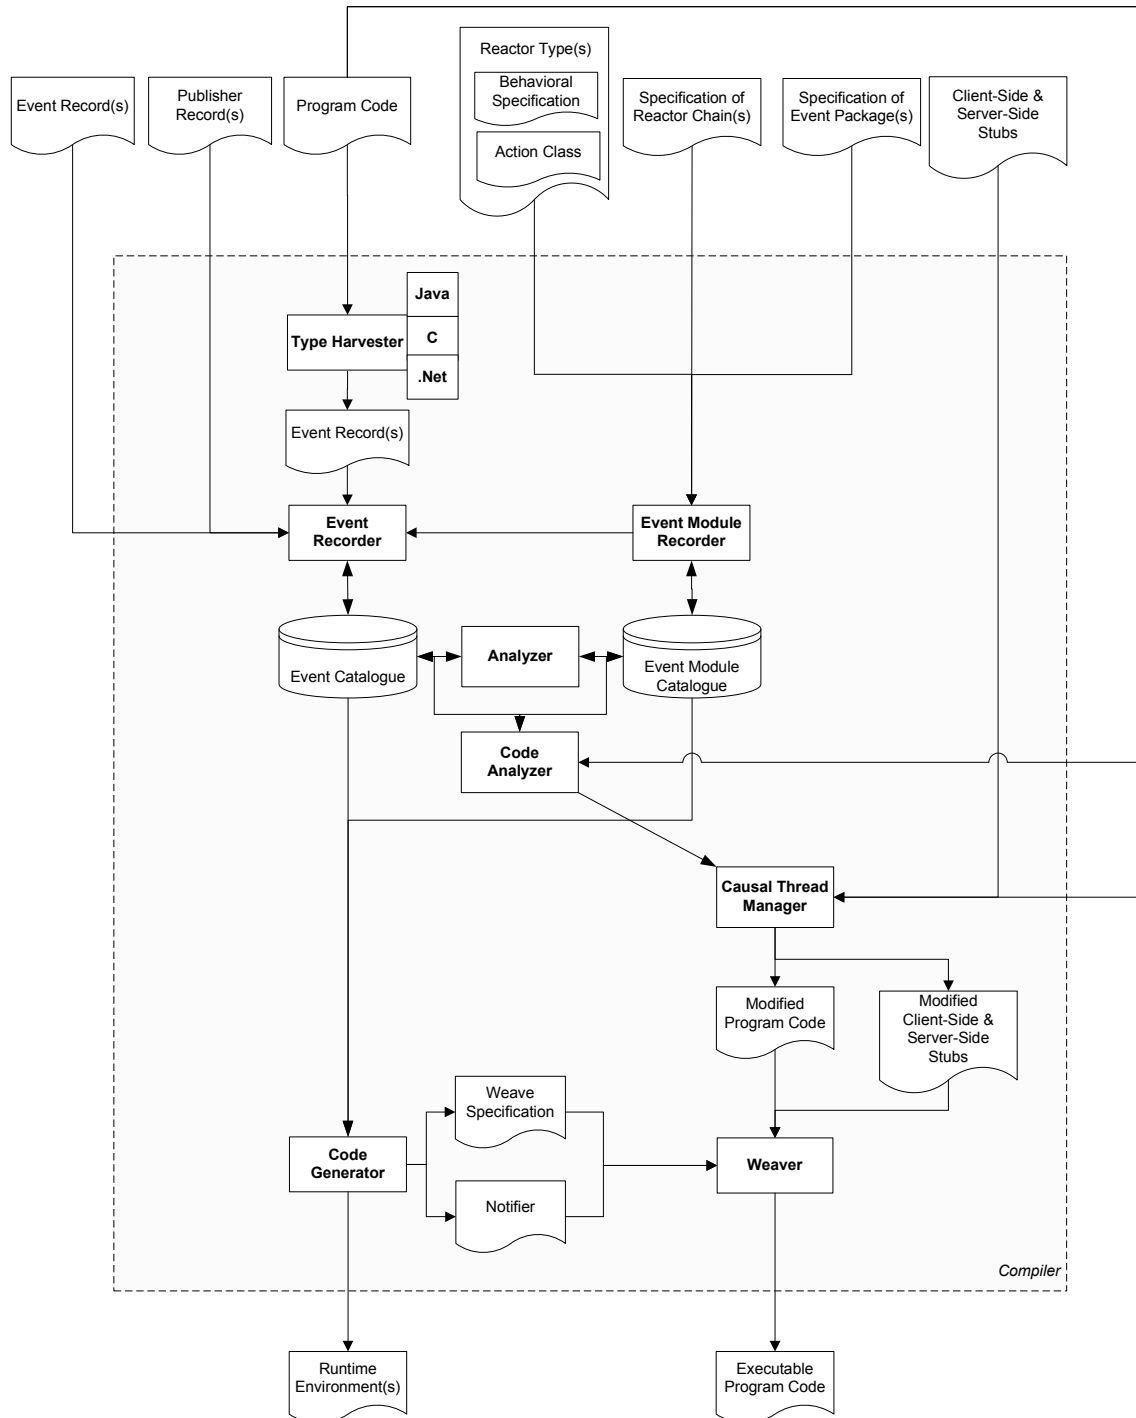 Reactor Type(s)
Behavioral
Specification
Action Class
Event Record(s)
Publisher
Record(s)
Program Code
Specification of
Reactor Chain(s)
Specification of
Event Package(s)
Client-Side &
Server-Side
Stubs
Java
Type Harvester
C
.Net
Event Record(s)
Event
Recorder
Event Module
Recorder
Event Catalogue
Analyzer
Event Module
Catalogue
Code
Analyzer
Causal Thread
Manager
Modified
Program Code
Modified
Client-Side &
Server-Side
Stubs
Weave
Specification
Code
Generator
Notifier
Weaver
Compiler
Runtime
Environment(s)
Executable
Program Code